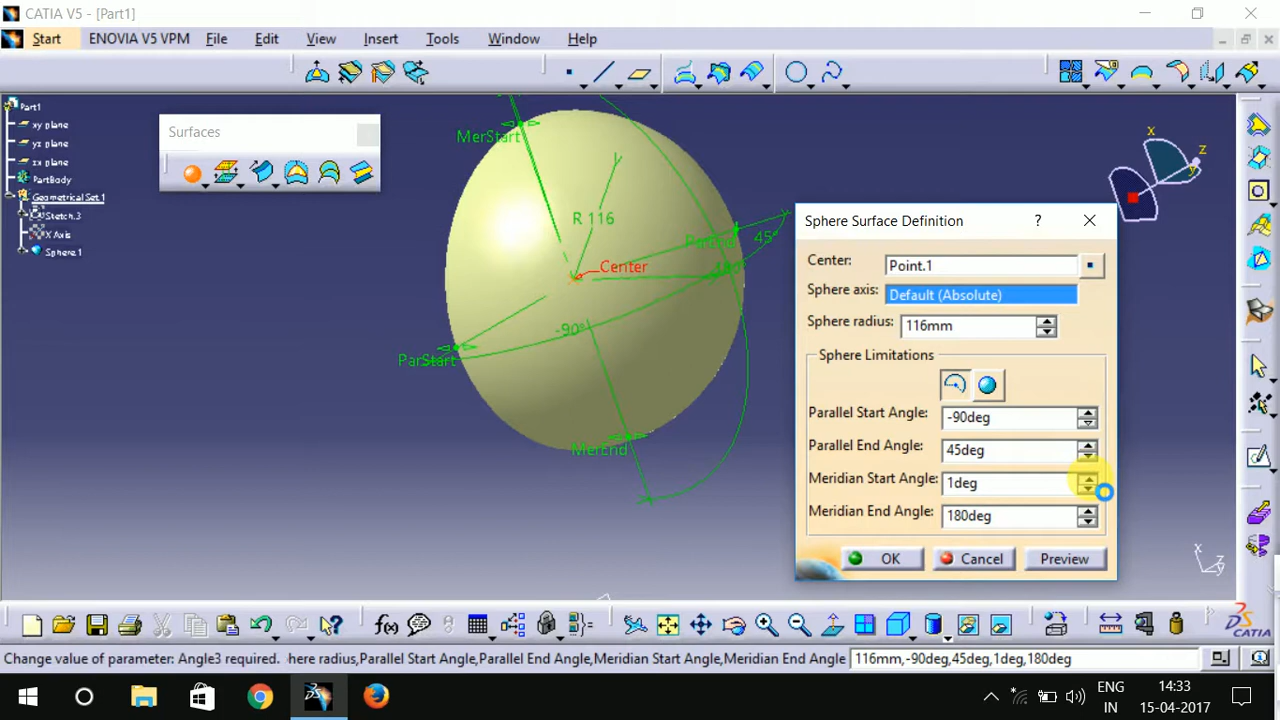 CATIA V5 - [Part1]
Start ENOVIA V5 VPM File Edit View Insert Tools Window Help
Part1
xy plane
yz plane
zx plane
PartBody
Geometrical Set.1
Sketch.3
X Axis
Sphere.1
Surfaces
MerStart
R 116
Center
ParEnd
45°
-90°
ParStart
MerEnd
x
z
y
Sphere Surface Definition ?
Center: Point.1
Sphere axis: Default (Absolute)
Sphere radius: 116mm
Sphere Limitations
Parallel Start Angle: -90deg
Parallel End Angle: 45deg
Meridian Start Angle: 1deg
Meridian End Angle: 180deg
OK Cancel Preview
x
z
f(x)
CATIA
Change value of parameter: Angle3 required. here radius,Parallel Start Angle,Parallel End Angle,Meridian Start Angle,Meridian End Angle 116mm,-90deg,45deg,1deg,180deg
ENG
IN
14:33
15-04-2017